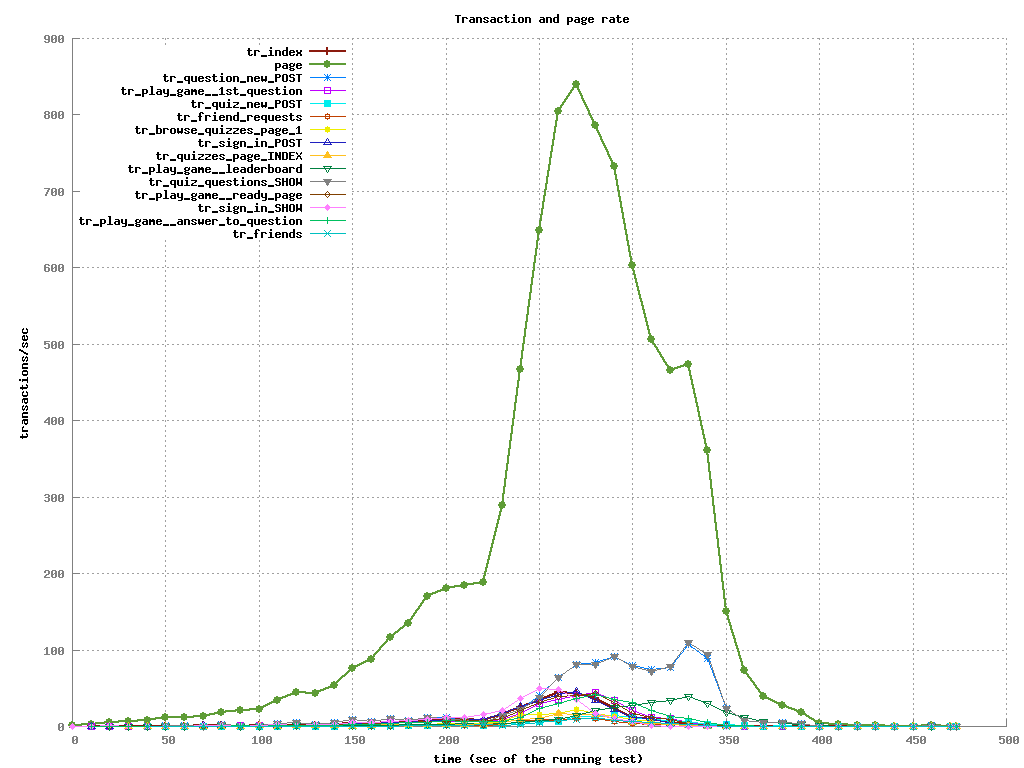 Transaction and page rate
900
800
700
600
500
400
300
200
100
0
transactions/sec
tr_index
page
tr_question_new_POST
tr_play_game__1st_question
tr_quiz_new_POST
tr_friend_requests
tr_browse_quizzes_page_1
tr_sign_in_POST
tr_quizzes_page_INDEX
tr_play_game__leaderboard
tr_quiz_questions_SHOW
tr_play_game__ready_page
tr_sign_in_SHOW
tr_play_game__answer_to_question
tr_friends
0 50 100 150 200 250 300 350 400 450 500
time (sec of the running test)